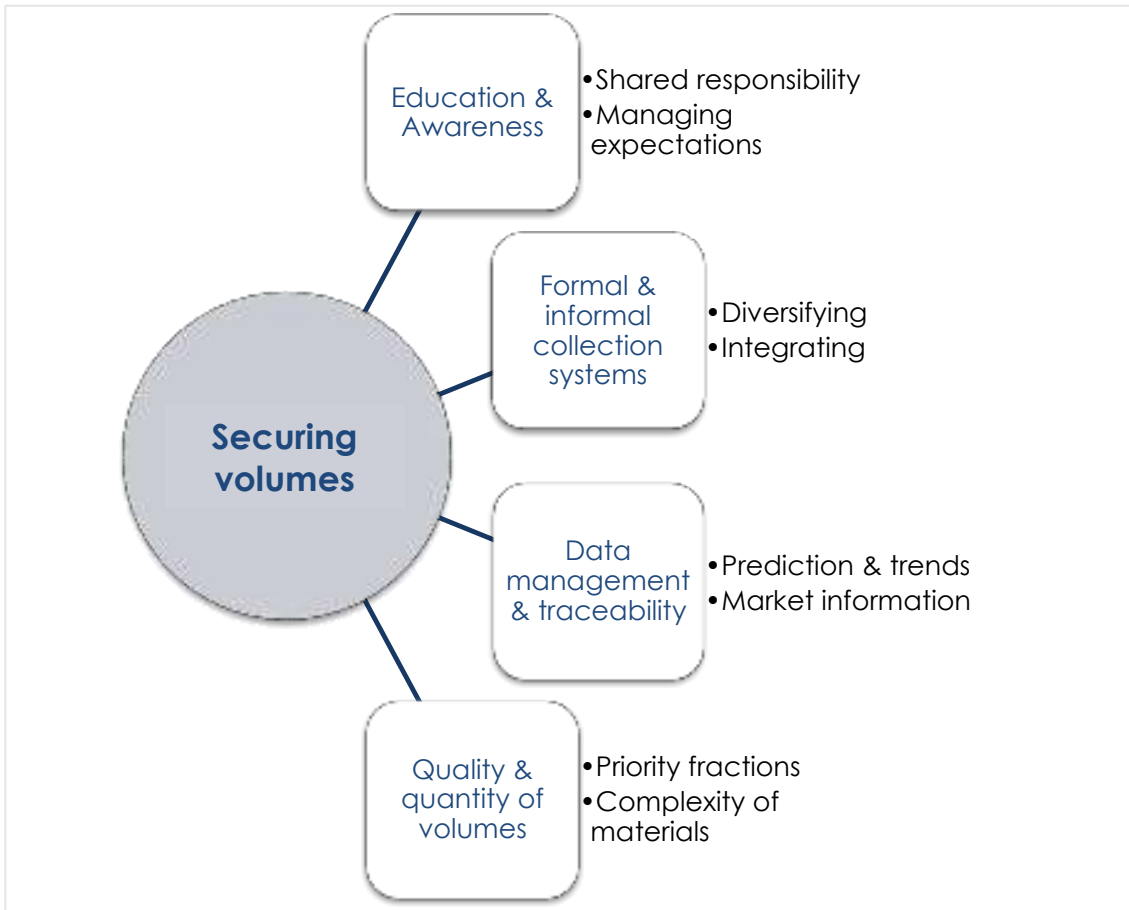 Education &
Awareness
•Shared responsibility
•Managing
expectations
Formal &
informal
collection
systems
•Diversifying
•Integrating
Securing
volumes
Data
management
& traceability
•Prediction & trends
•Market information
Quality &
quantity of
volumes
•Priority fractions
•Complexity of
materials